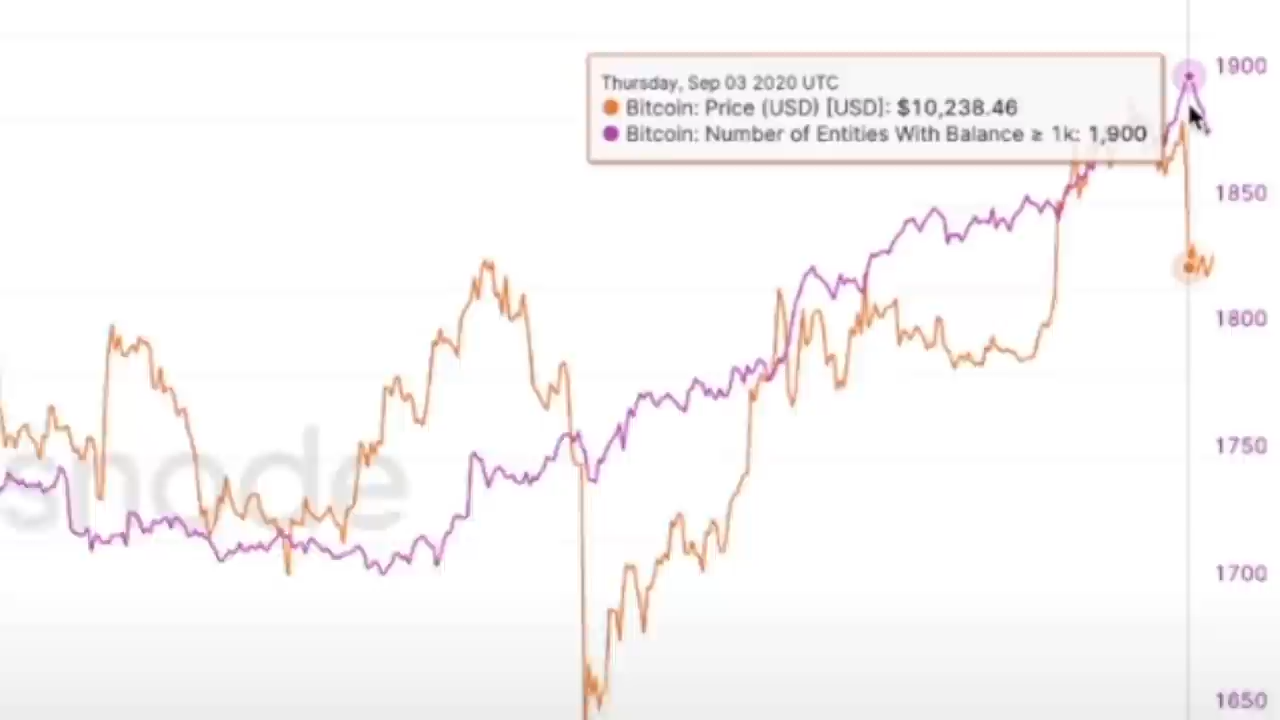 Thursday, Sep 03 2020 UTC
Bitcoin: Price (USD) [USD]: $10,238.46
Bitcoin: Number of Entities With Balance ≥ 1k: 1,900
1900
1850
1800
1750
snode
1700
1650